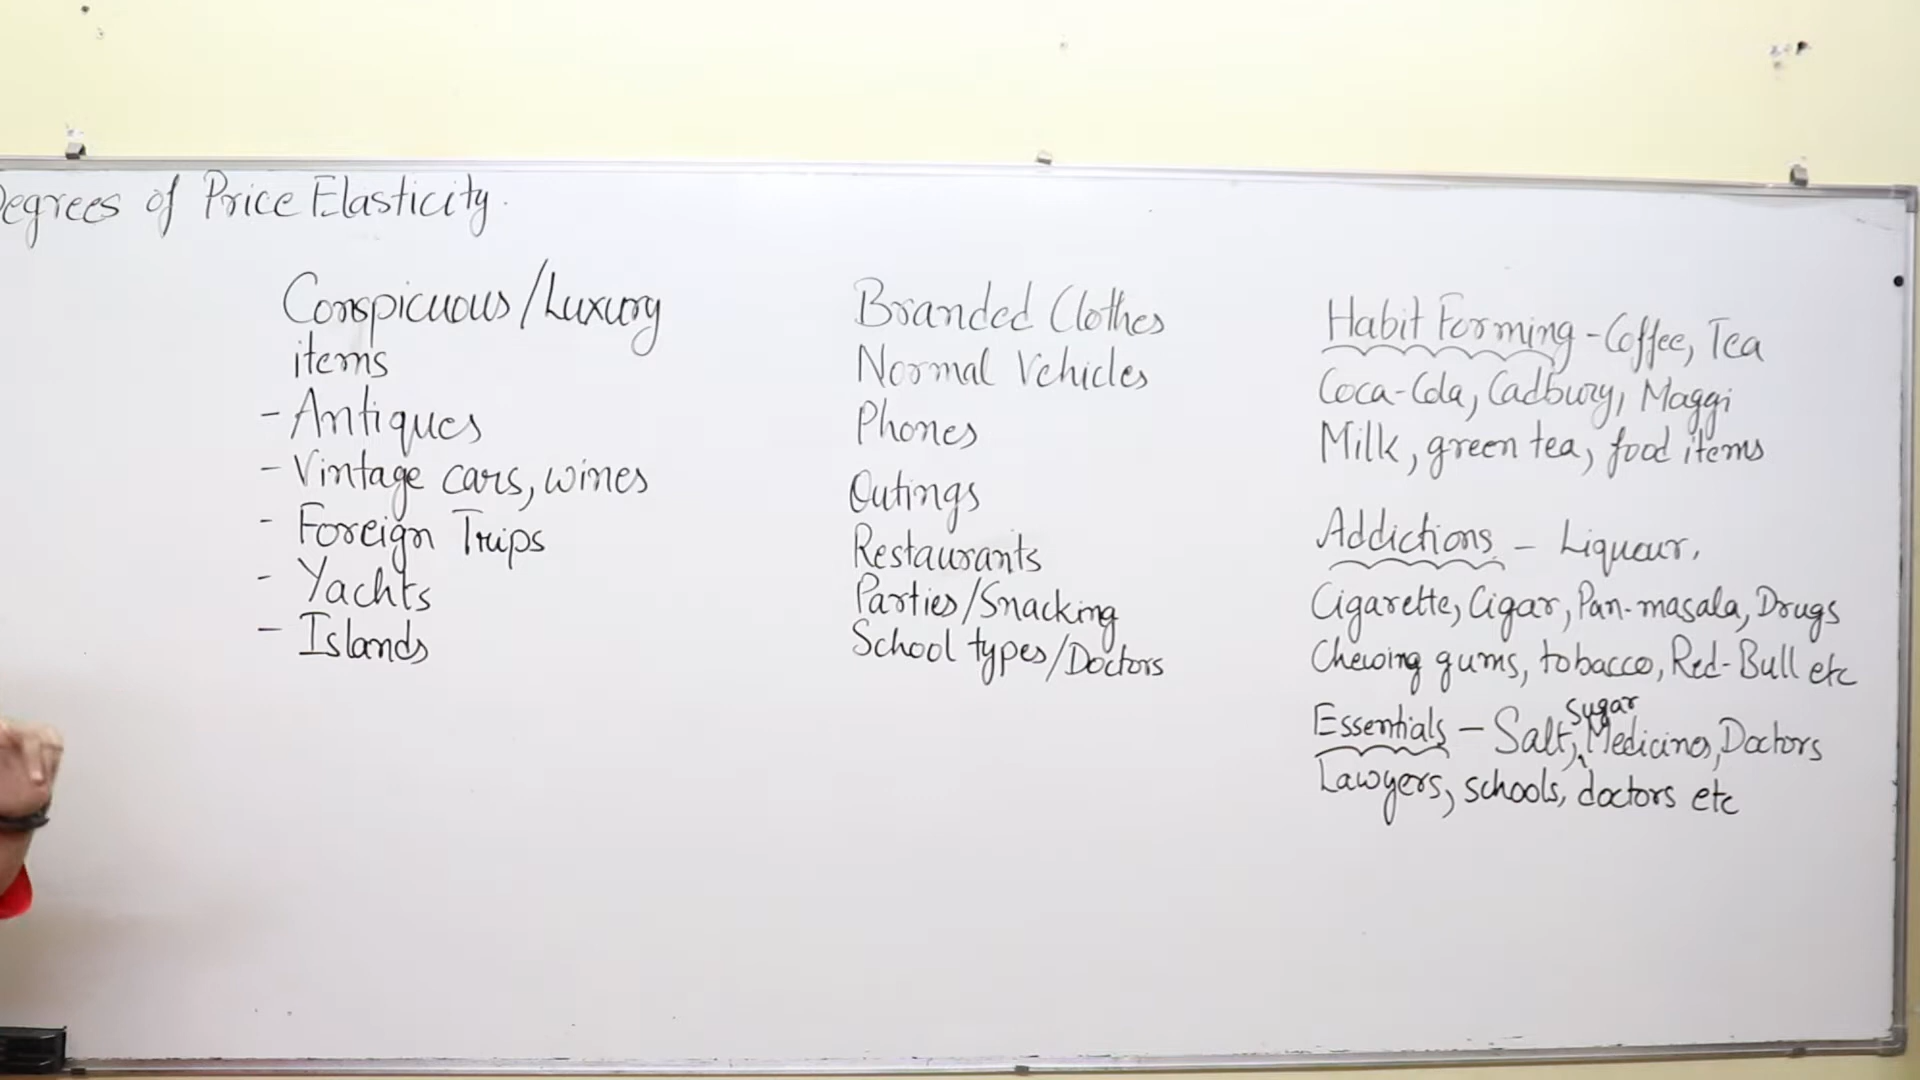 Degrees of Price Elasticity.
Conspicuous/Luxury
items
- Antiques
- Vintage cars, wines
- Foreign Trips
- Yachts
- Islands
Branded Clothes
Normal Vehicles
Phones
Outings
Restaurants
Parties/Snacking
School types/Doctors
Habit Forming - Coffee, Tea
Coca-Cola, Cadbury, Maggi
Milk, green tea, food items
Addictions - Liqueur,
Cigarette, Cigar, Pan-masala, Drugs
Chewing gums, tobacco, Red-Bull etc
Essentials - Salt, sugar Medicines, Doctors
Lawyers, schools, doctors etc